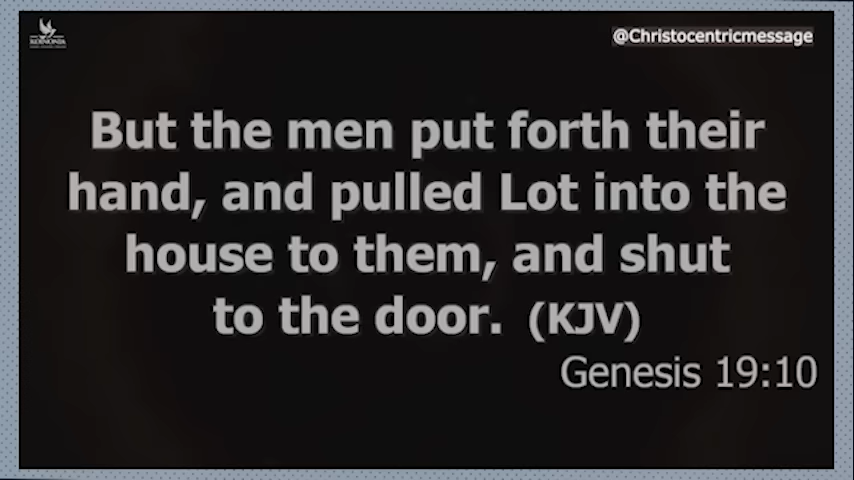 KOINONIA
@Christocentricmessage
But the men put forth their
hand, and pulled Lot into the
house to them, and shut
to the door. (KJV)
Genesis 19:10